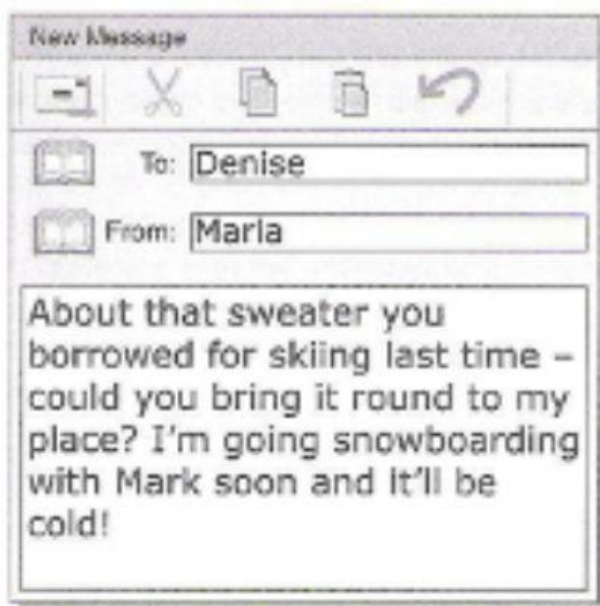 New Message
To: Denise
From: Maria
About that sweater you
borrowed for skiing last time –
could you bring it round to my
place? I'm going snowboarding
with Mark soon and it'll be
cold!